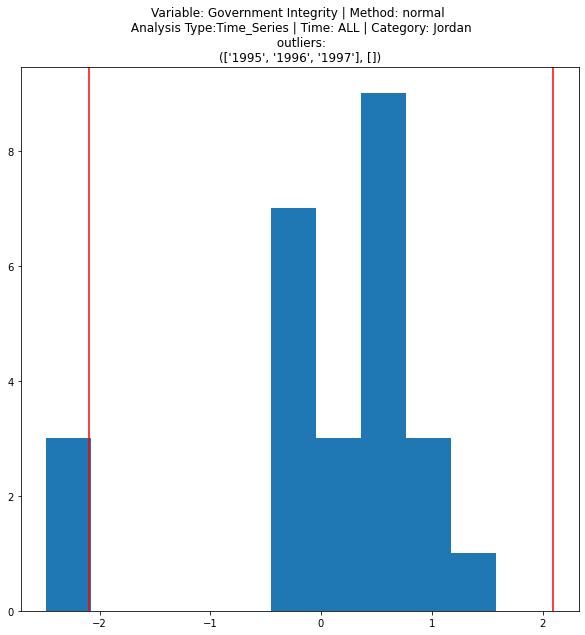 Variable: Government Integrity | Method: normal
Analysis Type:Time_Series | Time: ALL | Category: Jordan
outliers:
(['1995', '1996', '1997'], [])
8
6
4
2
0
−2
−1
0
1
2